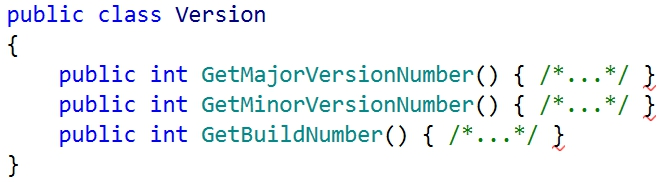 public class Version
{
    public int GetMajorVersionNumber() { /*...*/ }
    public int GetMinorVersionNumber() { /*...*/ }
    public int GetBuildNumber() { /*...*/ }
}